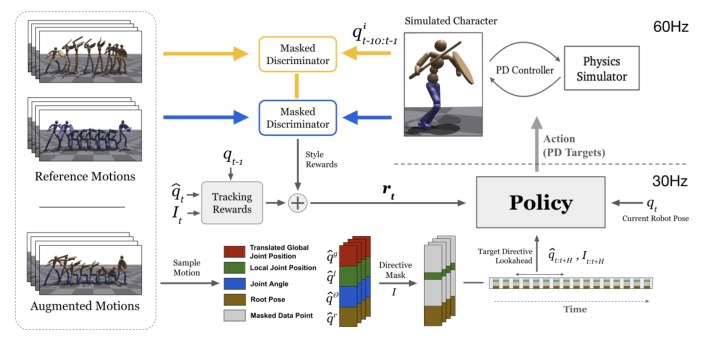 60Hz
Simulated Character
Masked
Discriminator
q^i_{t-10:t-1}
PD Controller
Physics
Simulator
Masked
Discriminator
Reference Motions
Action
(PD Targets)
30Hz
q_{t-1}
Style
Rewards
q̂_t
I_t
Tracking
Rewards
+
r_t
Policy
q_t
Current Robot Pose
Augmented Motions
Sample
Motion
Translated Global
Joint Position
Local Joint Position
Joint Angle
Root Pose
Masked Data Point
q̂^g
q̂^l
q̂^r
Directive
Mask
I
Target Directive
Lookahead
q̂_{t:t+H} , I_{t:t+H}
Time